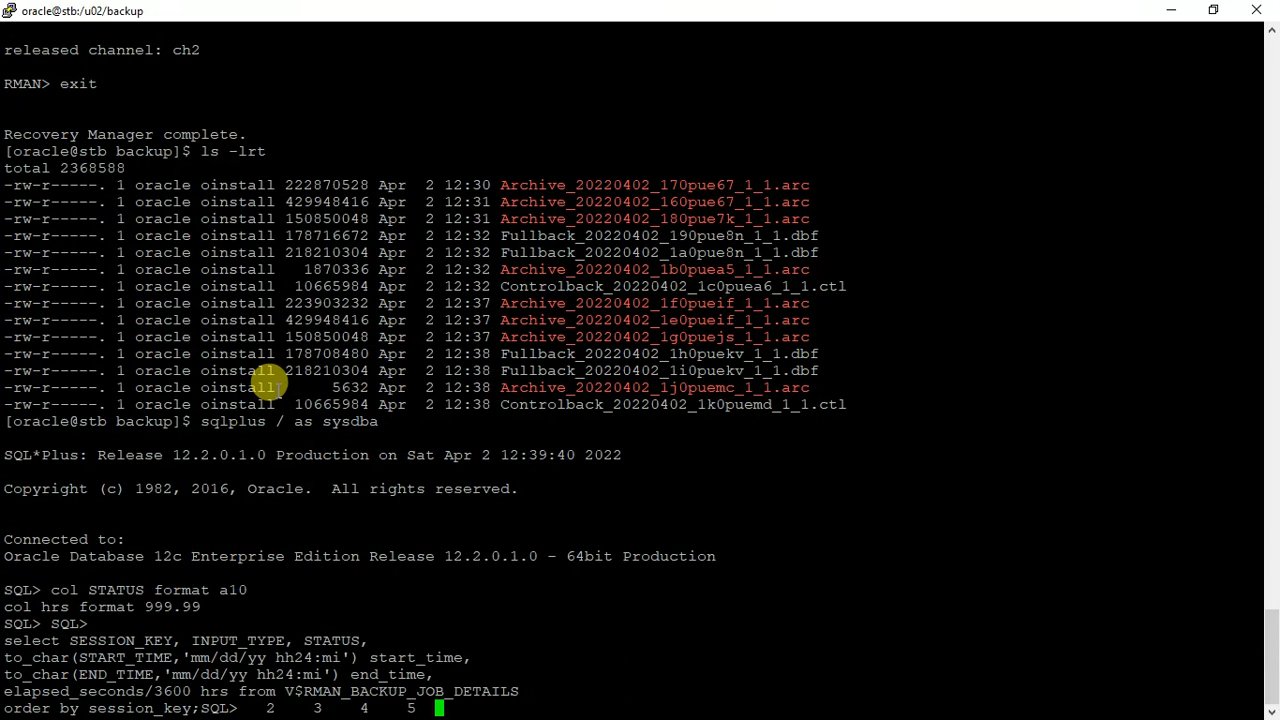 oracle@stb:/u02/backup
released channel: ch2
RMAN> exit
Recovery Manager complete.
[oracle@stb backup]$ ls -lrt
total 2368588
-rw-r-----. 1 oracle oinstall 222870528 Apr  2 12:30 Archive_20220402_170pue67_1_1.arc
-rw-r-----. 1 oracle oinstall 429948416 Apr  2 12:31 Archive_20220402_160pue67_1_1.arc
-rw-r-----. 1 oracle oinstall 150850048 Apr  2 12:31 Archive_20220402_180pue7k_1_1.arc
-rw-r-----. 1 oracle oinstall 178716672 Apr  2 12:32 Fullback_20220402_190pue8n_1_1.dbf
-rw-r-----. 1 oracle oinstall 218210304 Apr  2 12:32 Fullback_20220402_1a0pue8n_1_1.dbf
-rw-r-----. 1 oracle oinstall   1870336 Apr  2 12:32 Archive_20220402_1b0puea5_1_1.arc
-rw-r-----. 1 oracle oinstall  10665984 Apr  2 12:32 Controlback_20220402_1c0puea6_1_1.ctl
-rw-r-----. 1 oracle oinstall 223903232 Apr  2 12:37 Archive_20220402_1f0pueif_1_1.arc
-rw-r-----. 1 oracle oinstall 429948416 Apr  2 12:37 Archive_20220402_1e0pueif_1_1.arc
-rw-r-----. 1 oracle oinstall 150850048 Apr  2 12:37 Archive_20220402_1g0puejs_1_1.arc
-rw-r-----. 1 oracle oinstall 178708480 Apr  2 12:38 Fullback_20220402_1h0puekv_1_1.dbf
-rw-r-----. 1 oracle oinstall 218210304 Apr  2 12:38 Fullback_20220402_1i0puekv_1_1.dbf
-rw-r-----. 1 oracle oinstall      5632 Apr  2 12:38 Archive_20220402_1j0puemc_1_1.arc
-rw-r-----. 1 oracle oinstall  10665984 Apr  2 12:38 Controlback_20220402_1k0puemd_1_1.ctl
[oracle@stb backup]$ sqlplus / as sysdba
SQL*Plus: Release 12.2.0.1.0 Production on Sat Apr 2 12:39:40 2022
Copyright (c) 1982, 2016, Oracle.  All rights reserved.
Connected to:
Oracle Database 12c Enterprise Edition Release 12.2.0.1.0 - 64bit Production
SQL> col STATUS format a10
col hrs format 999.99
SQL> SQL>
select SESSION_KEY, INPUT_TYPE, STATUS,
to_char(START_TIME,'mm/dd/yy hh24:mi') start_time,
to_char(END_TIME,'mm/dd/yy hh24:mi') end_time,
elapsed_seconds/3600 hrs from V$RMAN_BACKUP_JOB_DETAILS
order by session_key;SQL>   2    3    4    5